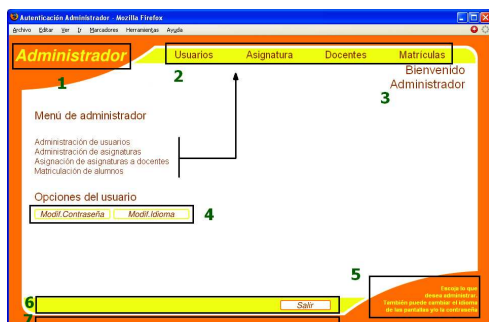 Autenticación Administrador - Mozilla Firefox
Archivo Editar Ver Ir Marcadores Herramientas Ayuda
Administrador
Usuarios Asignatura Docentes Matriculas
1
2
Bienvenido
Administrador
3
Menú de administrador
Administración de usuarios
Administración de asignaturas
Asignación de asignaturas a docentes
Matriculación de alumnos
Opciones del usuario
Modif.Contraseña Modif.Idioma
4
5
Escoja lo que
desea administrar.
También puede cambiar el idioma
de las pantallas y/o la contraseña
6
Salir
7